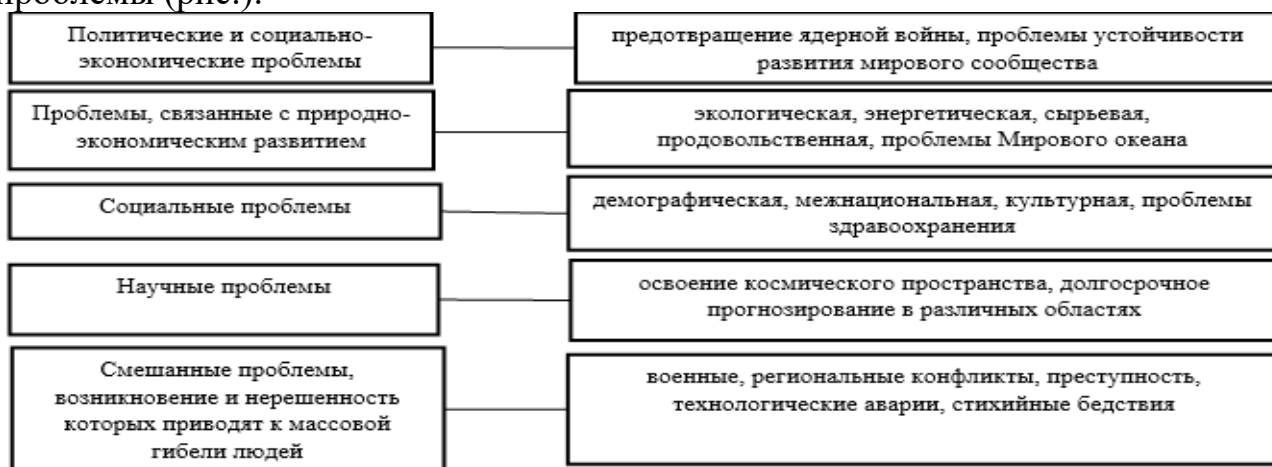 проблемы (рис.).
Политические и социально-
экономические проблемы
предотвращение ядерной войны, проблемы устойчивости
развития мирового сообщества
Проблемы, связанные с природно-
экономическим развитием
экологическая, энергетическая, сырьевая,
продовольственная, проблемы Мирового океана
Социальные проблемы
демографическая, межнациональная, культурная, проблемы
здравоохранения
Научные проблемы
освоение космического пространства, долгосрочное
прогнозирование в различных областях
Смешанные проблемы,
возникновение и нерешенность
которых приводят к массовой
гибели людей
военные, региональные конфликты, преступность,
технологические аварии, стихийные бедствия